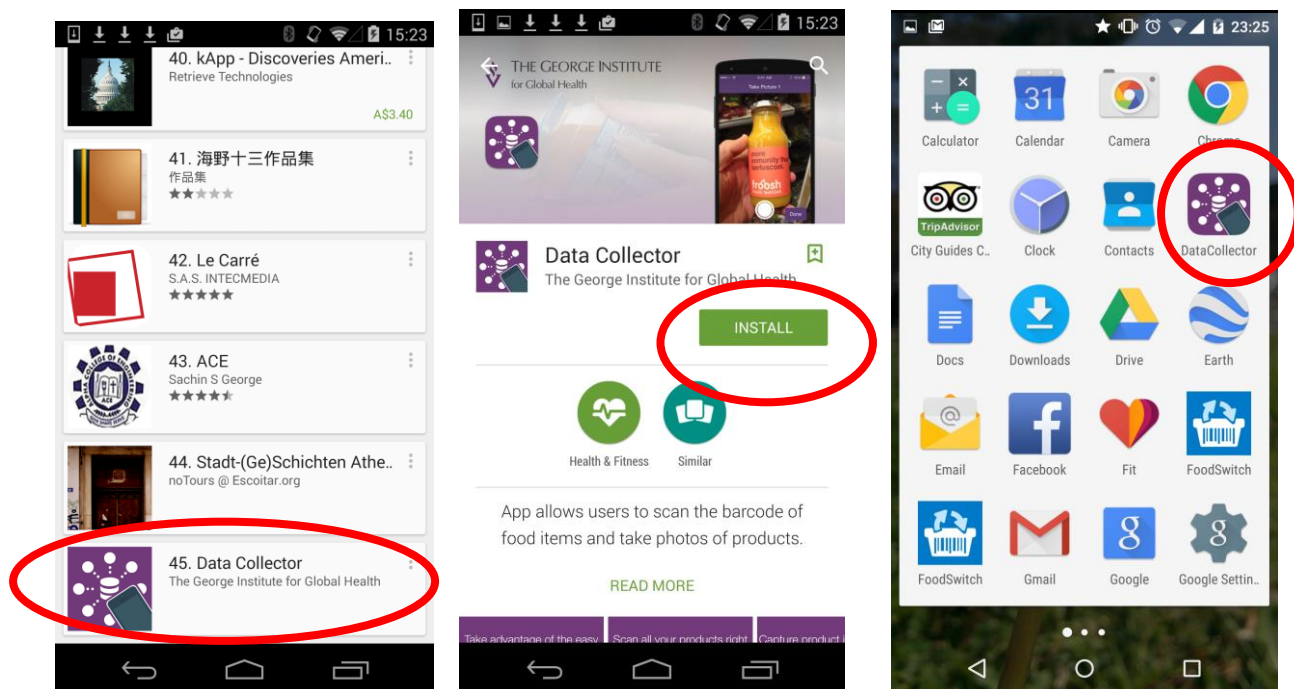 15:23
40. kApp - Discoveries Ameri..
Retrieve Technologies
A$3.40
41. 海野十三作品集
作品集
42. Le Carré
S.A.S. INTECMEDIA
43. ACE
Sachin S George
44. Stadt-(Ge)Schichten Athe..
noTours @ Escoitar.org
45. Data Collector
The George Institute for Global Health
15:23
THE GEORGE INSTITUTE
for Global Health
Take Picture 1
froosh
Done
Data Collector
The George Institute for Global Health
INSTALL
Health & Fitness
Similar
App allows users to scan the barcode of
food items and take photos of products.
READ MORE
Take advantage of the easy
Scan all your products right
Capture product i
23:25
31
Calculator
Calendar
Camera
Chrome
TripAdvisor
City Guides C..
Clock
Contacts
DataCollector
Docs
Downloads
Drive
Earth
Email
Facebook
Fit
FoodSwitch
FoodSwitch
Gmail
Google
Google Settin..